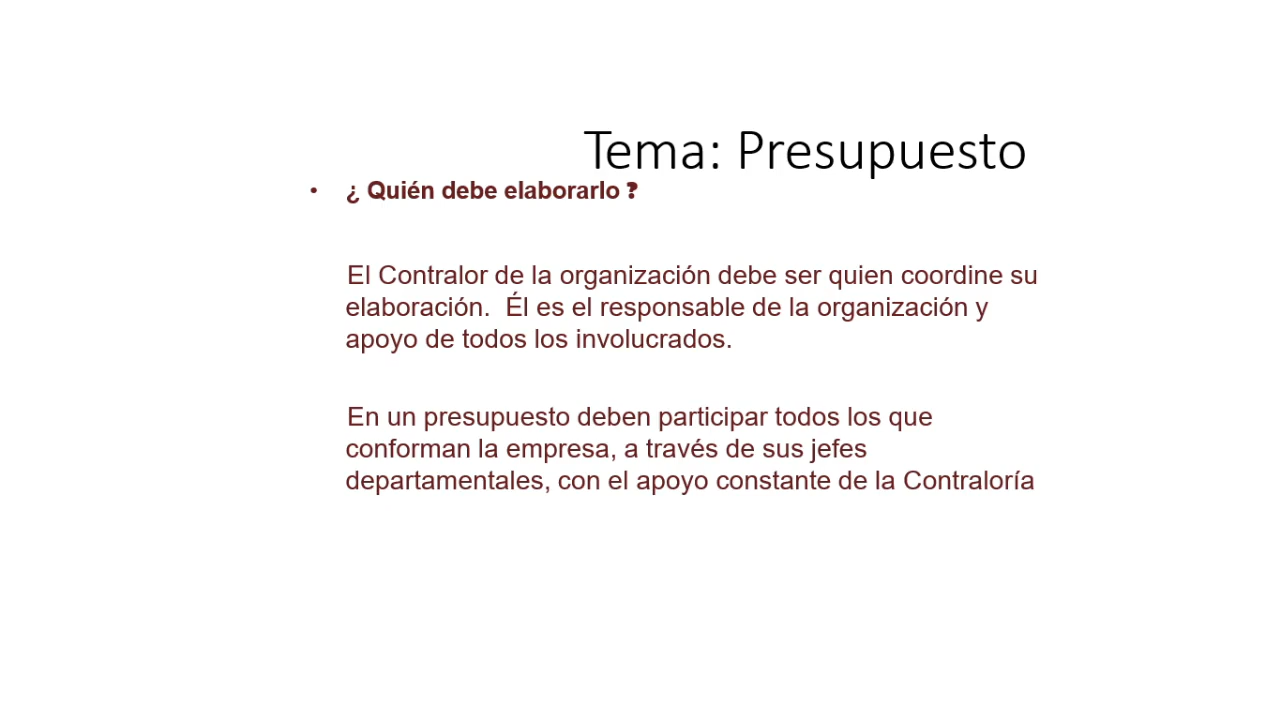 Tema: Presupuesto
• ¿ Quién debe elaborarlo ?
El Contralor de la organización debe ser quien coordine su
elaboración.  Él es el responsable de la organización y
apoyo de todos los involucrados.
En un presupuesto deben participar todos los que
conforman la empresa, a través de sus jefes
departamentales, con el apoyo constante de la Contraloría